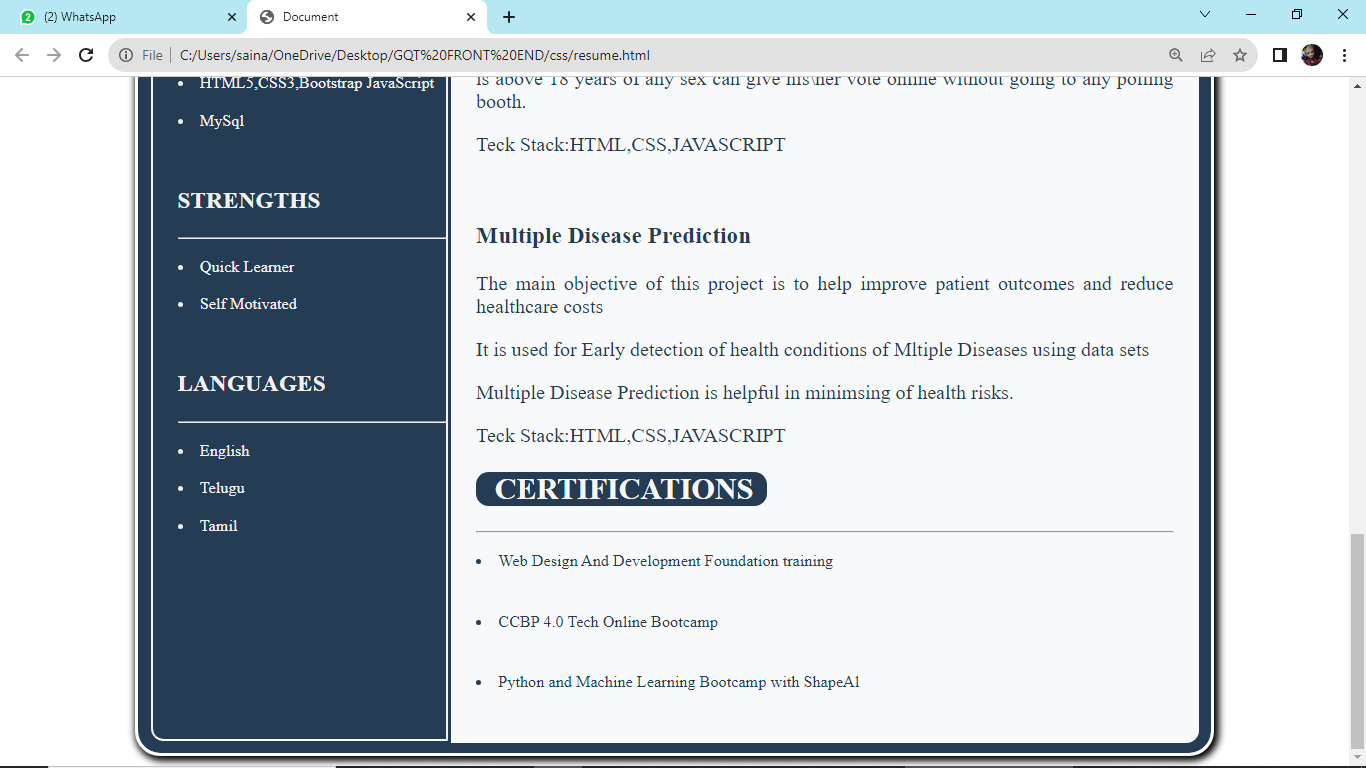 (2) WhatsApp
Document
File
C:/Users/saina/OneDrive/Desktop/GQT%20FRONT%20END/css/resume.html
HTML5,CSS3,Bootstrap JavaScript
MySql
STRENGTHS
Quick Learner
Self Motivated
LANGUAGES
English
Telugu
Tamil
is above 18 years of any sex can give his\her vote online without going to any polling
booth.
Teck Stack:HTML,CSS,JAVASCRIPT
Multiple Disease Prediction
The main objective of this project is to help improve patient outcomes and reduce
healthcare costs
It is used for Early detection of health conditions of Mltiple Diseases using data sets
Multiple Disease Prediction is helpful in minimsing of health risks.
Teck Stack:HTML,CSS,JAVASCRIPT
CERTIFICATIONS
Web Design And Development Foundation training
CCBP 4.0 Tech Online Bootcamp
Python and Machine Learning Bootcamp with ShapeA1